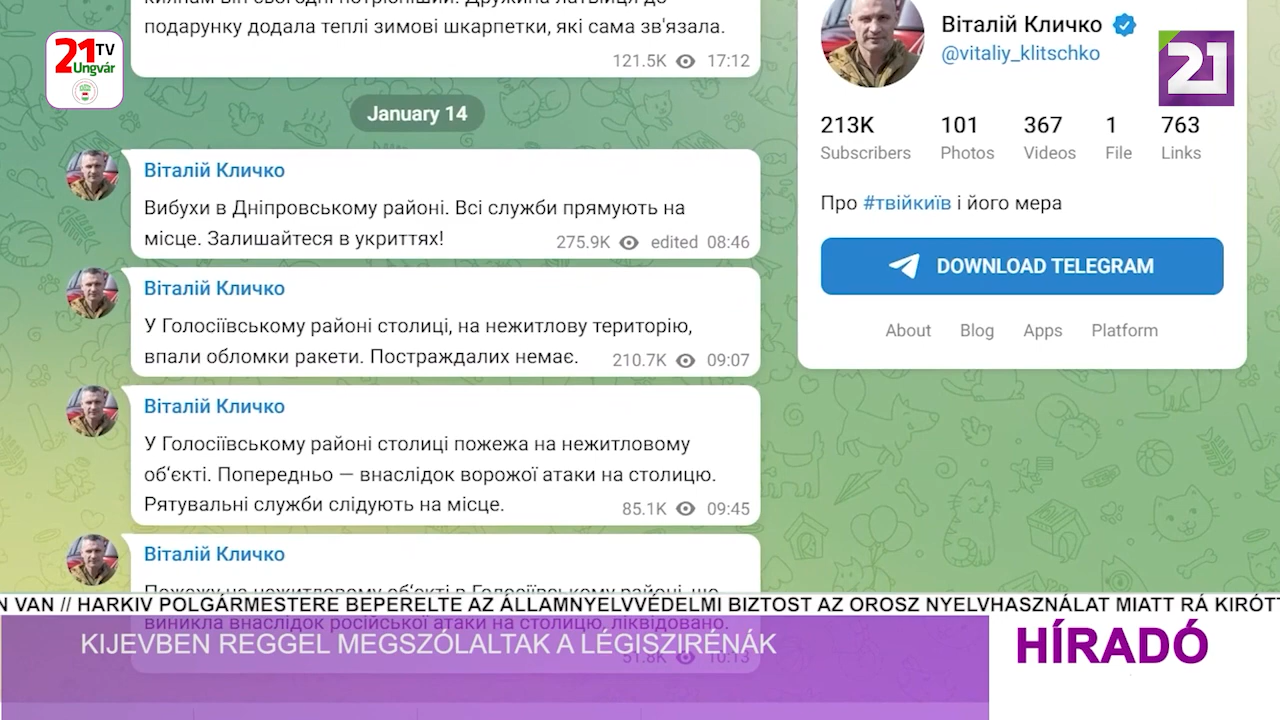 подарунку додала теплі зимові шкарпетки, які сама зв'язала.
121.5K 17:12
21 TV
Ungvár
January 14
Віталій Кличко
Вибухи в Дніпровському районі. Всі служби прямують на
місце. Залишайтеся в укриттях!
275.9K edited 08:46
Віталій Кличко
У Голосіївському районі столиці, на нежитлову територію,
впали обломки ракети. Постраждалих немає.
210.7K 09:07
Віталій Кличко
У Голосіївському районі столиці пожежа на нежитловому
об‘єкті. Попередньо — внаслідок ворожої атаки на столицю.
Рятувальні служби слідують на місце.
85.1K 09:45
Віталій Кличко
Пожежу на нежитловому об‘єкті в Голосіївському районі, що
виникла внаслідок російської атаки на столицю, ліквідовано.
51.8K 10:13
Віталій Кличко
@vitaliy_klitschko
21
213K 101 367 1 763
Subscribers Photos Videos File Links
Про #твійкиїв і його мера
DOWNLOAD TELEGRAM
About Blog Apps Platform
N VAN // HARKIV POLGÁRMESTERE BEPERELTE AZ ÁLLAMNYELVVÉDELMI BIZTOST AZ OROSZ NYELVHASZNÁLAT MIATT RÁ KIRÓTT
KIJEVBEN REGGEL MEGSZÓLALTAK A LÉGISZIRÉNÁK
HÍRADÓ